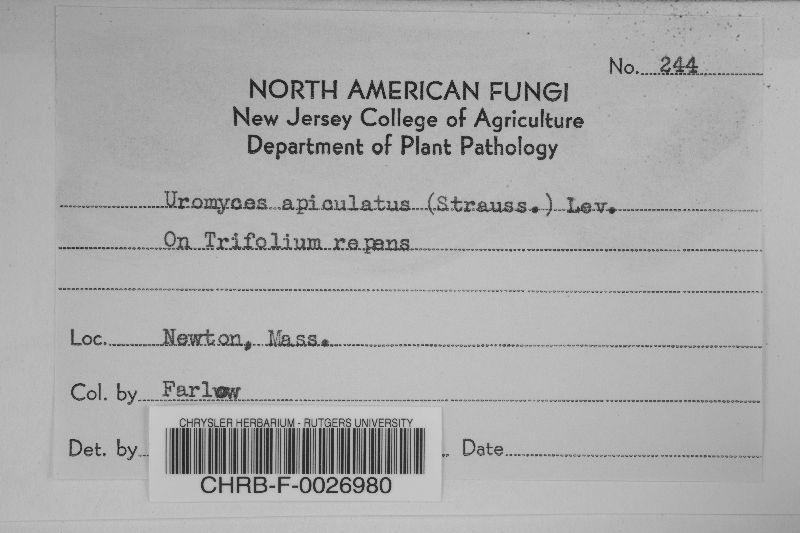 No. 244
NORTH AMERICAN FUNGI
New Jersey College of Agriculture
Department of Plant Pathology
Uromyces apiculatus (Strauss.) Lev.
On Trifolium repens
Loc. Newton, Mass.
Col. by Farlow
CHRYSLER HERBARIUM - RUTGERS UNIVERSITY
Det. by
Date
CHRB-F-0026980